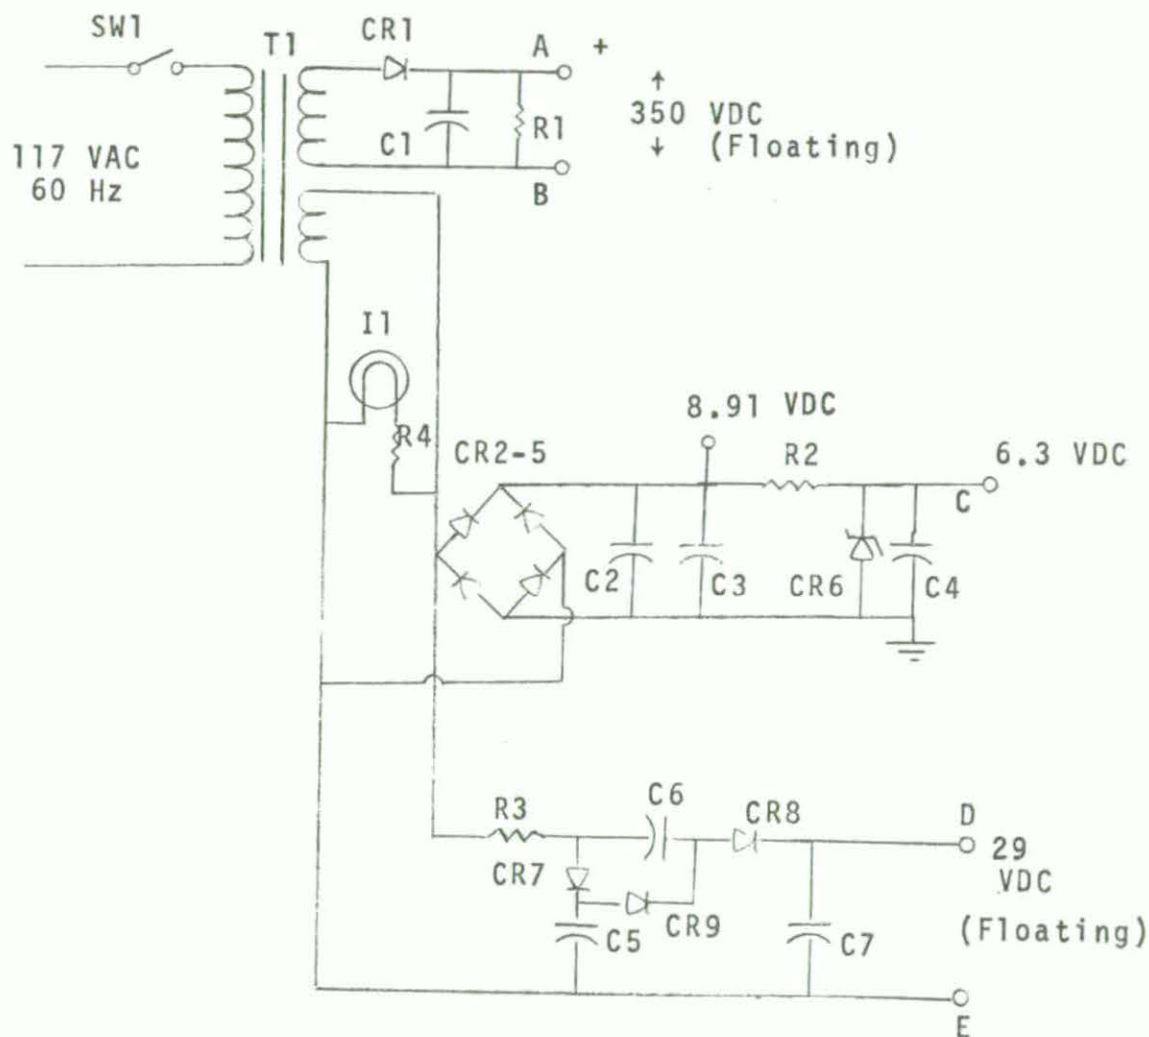 SW1
T1
CR1
A +
350 VDC
(Floating)
C1
R1
B
117 VAC
60 Hz
I1
R4
8.91 VDC
CR2-5
R2
6.3 VDC
C
C2
C3
CR6
C4
R3
C6
CR8
D
CR7
29
VDC
CR9
C5
C7
(Floating)
E